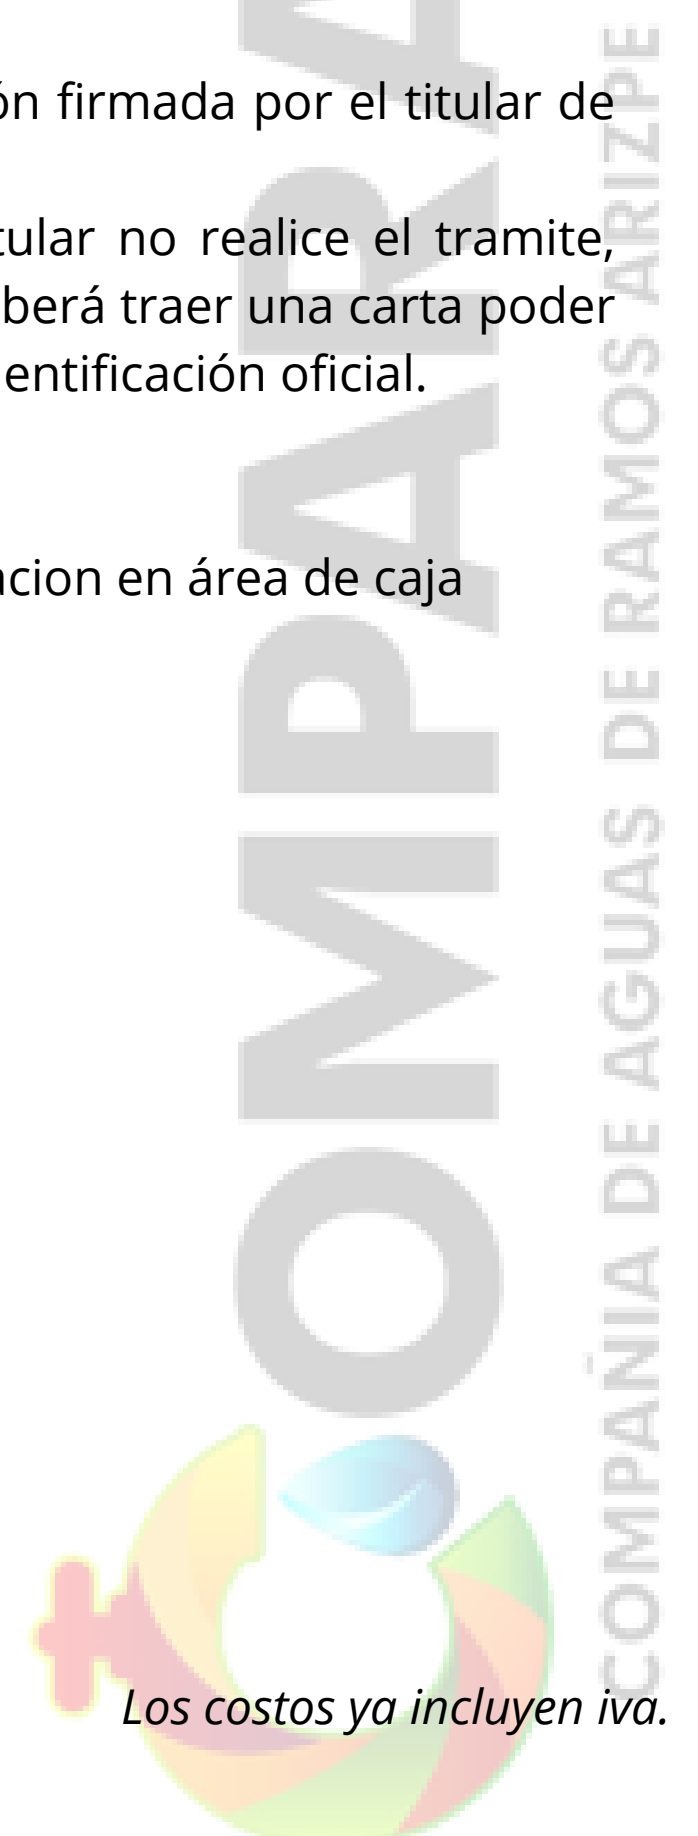 ón firmada por el titular de
tular no realice el tramite,
berá traer una carta poder
entificación oficial.
acion en área de caja
Los costos ya incluyen iva.
COMPARA
COMPAÑIA DE AGUAS DE RAMOS ARIZPE